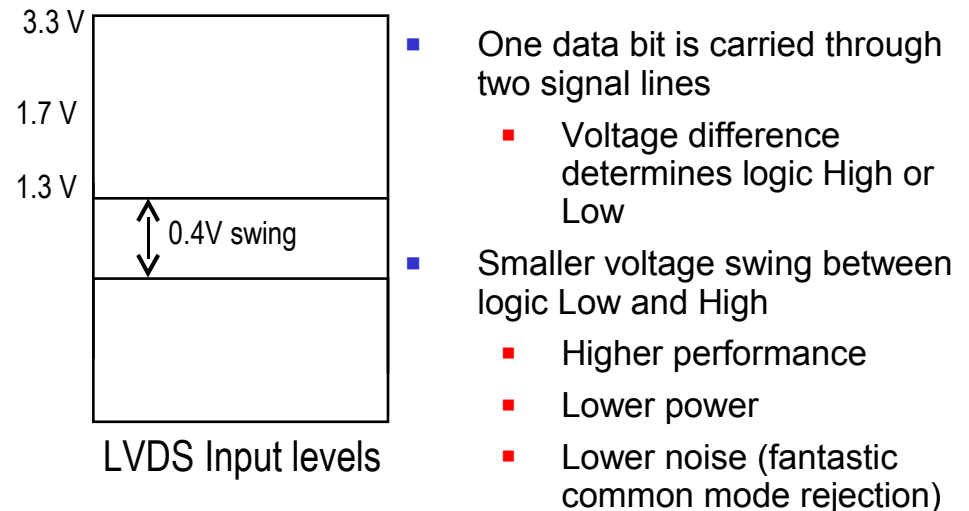 3.3 V
1.7 V
1.3 V
0.4V swing
LVDS Input levels
One data bit is carried through
two signal lines
Voltage difference
determines logic High or
Low
Smaller voltage swing between
logic Low and High
Higher performance
Lower power
Lower noise (fantastic
common mode rejection)